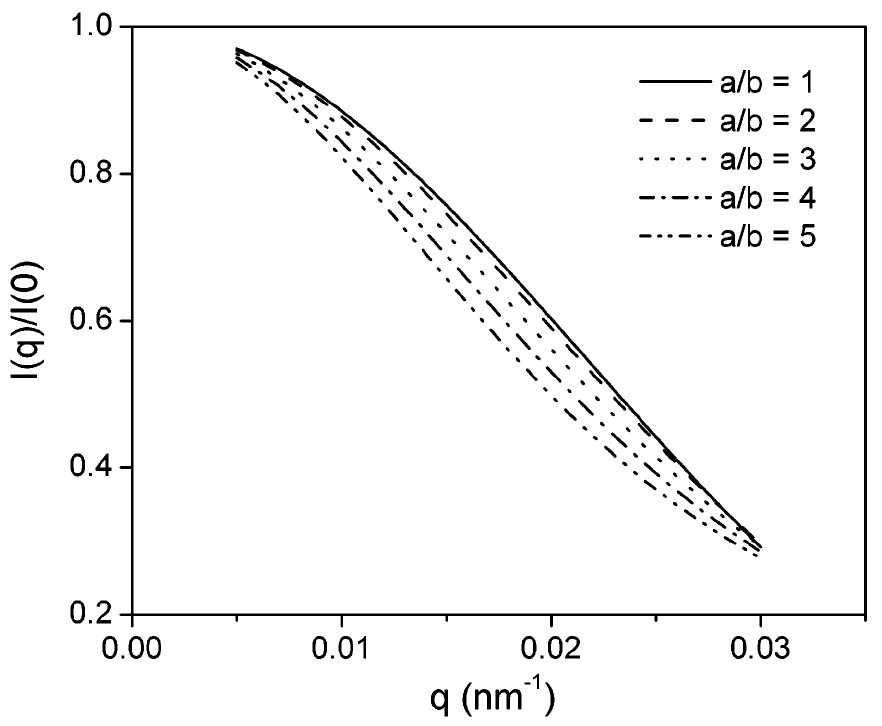 1.0
0.8
0.6
0.4
0.2
0.00
0.01
0.02
0.03
I(q)/I(0)
q (nm⁻¹)
a/b = 1
a/b = 2
a/b = 3
a/b = 4
a/b = 5